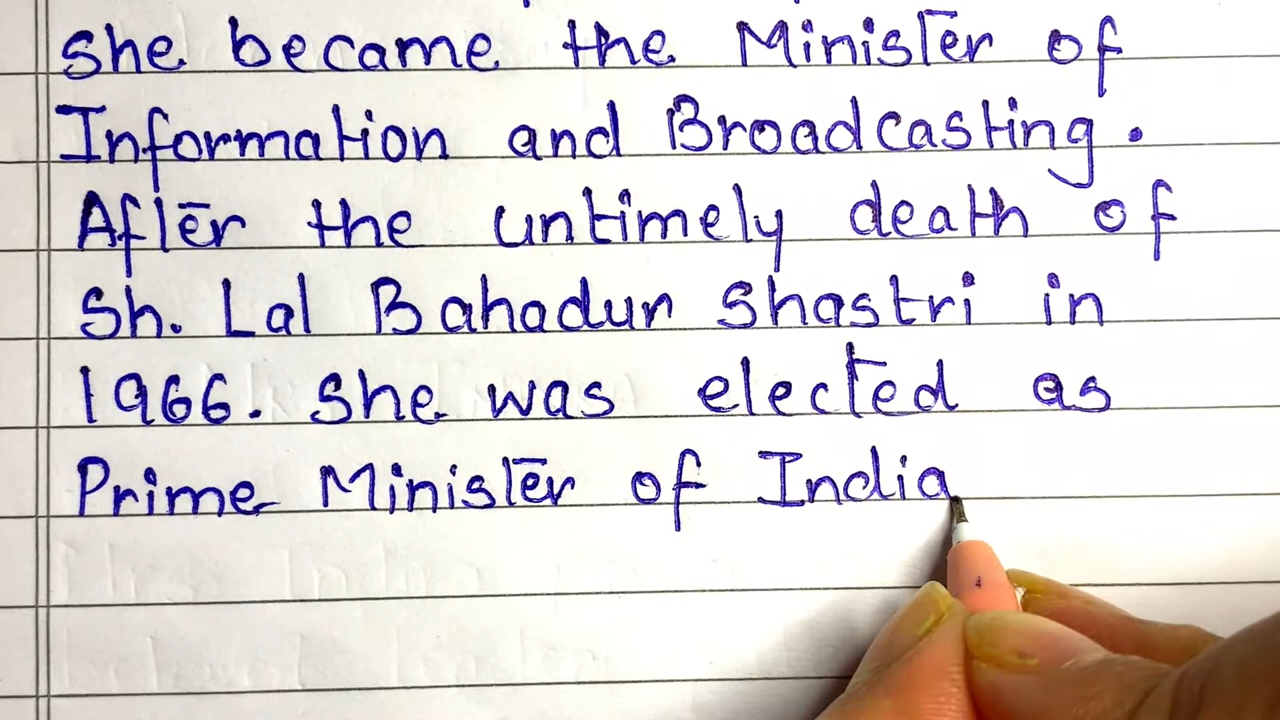 she became the Minister of
Information and Broadcasting.
After the untimely death of
Sh. Lal Bahadur Shastri in
1966. She was elected as
Prime Minister of India